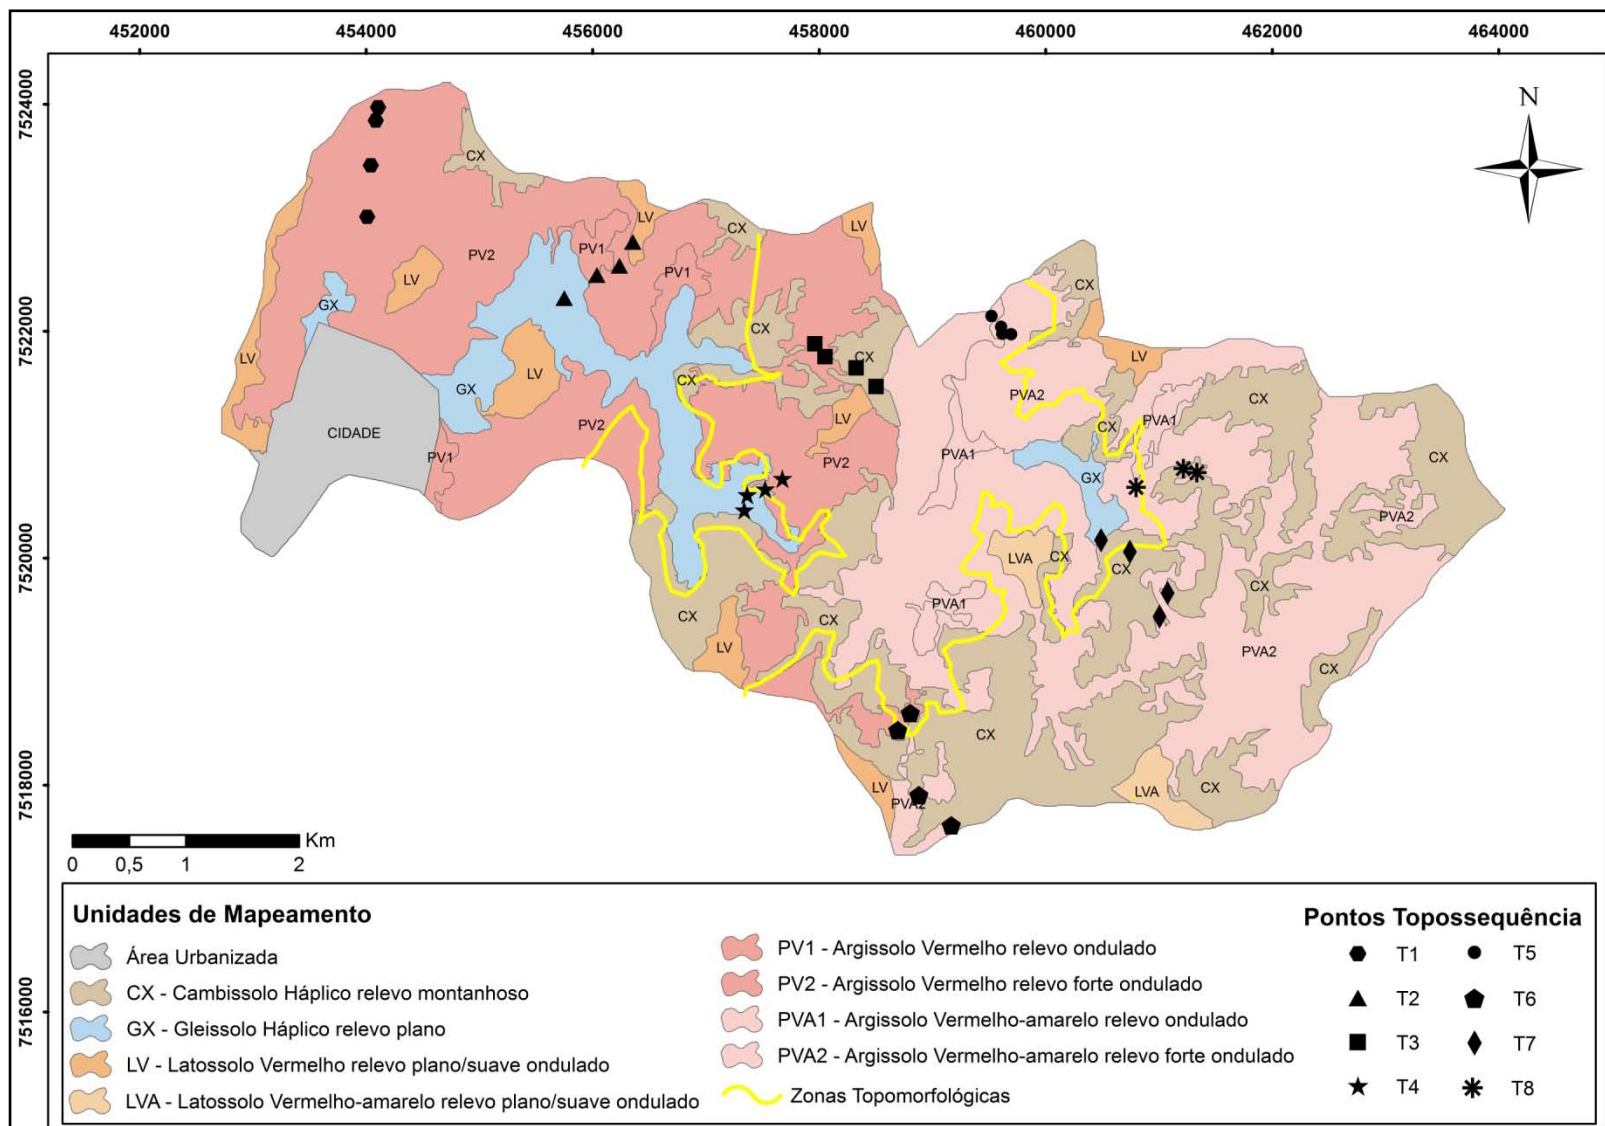 452000 454000 456000 458000 460000 462000 464000
7524000
7522000
7520000
7518000
7516000
N
CX
LV
CX
LV
PV1
PV2
PV1
LV
CX
GX
CX
CX
LV
LV
CX
LV
PVA2
GX
CX
PVA1
CX
CIDADE
PV2
LV
CX
PV1
PV2
PVA1
CX
GX
PVA2
LVA
CX
CX
CX
PVA1
CX
CX
LV
PVA2
CX
CX
LV
PVA2
LVA
CX
0 0,5 1 2 Km
Unidades de Mapeamento
Área Urbanizada
CX - Cambissolo Háplico relevo montanhoso
GX - Gleissolo Háplico relevo plano
LV - Latossolo Vermelho relevo plano/suave ondulado
LVA - Latossolo Vermelho-amarelo relevo plano/suave ondulado
PV1 - Argissolo Vermelho relevo ondulado
PV2 - Argissolo Vermelho relevo forte ondulado
PVA1 - Argissolo Vermelho-amarelo relevo ondulado
PVA2 - Argissolo Vermelho-amarelo relevo forte ondulado
Zonas Topomorfológicas
Pontos Topossequência
T1 T5
T2 T6
T3 T7
T4 T8